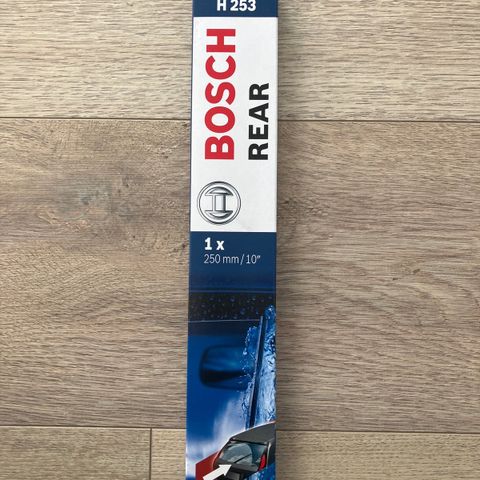 H 253
BOSCH
REAR
1 x
250 mm / 10"